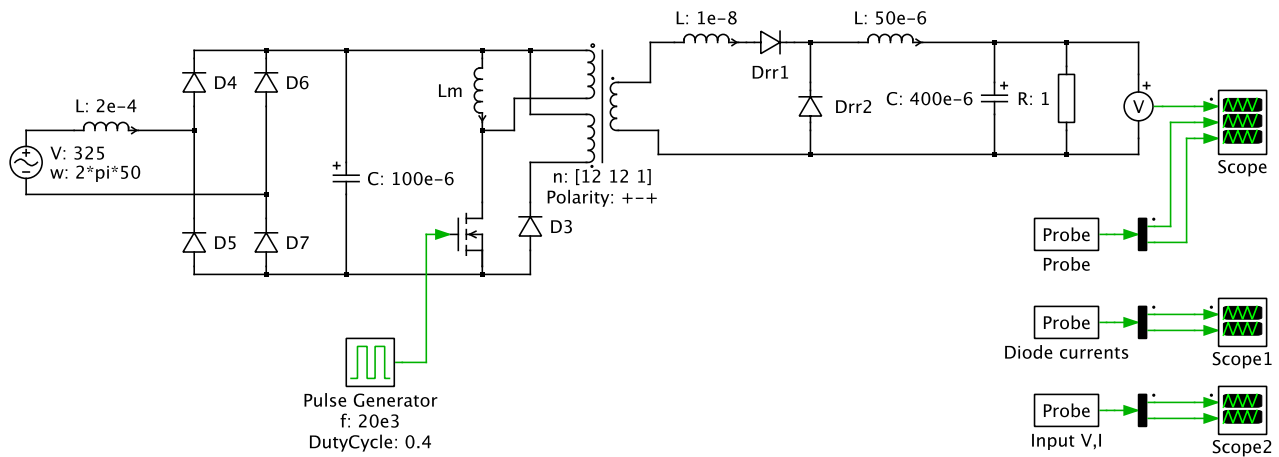 L: 1e-8
L: 50e-6
D4
D6
Drr1
L: 2e-4
Lm
Drr2
C: 400e-6
R: 1
V
V: 325
w: 2*pi*50
C: 100e-6
n: [12 12 1]
Polarity: +-+
Scope
D5
D7
D3
Probe
Probe
Probe
Diode currents
Scope1
Pulse Generator
f: 20e3
DutyCycle: 0.4
Probe
Input V,I
Scope2